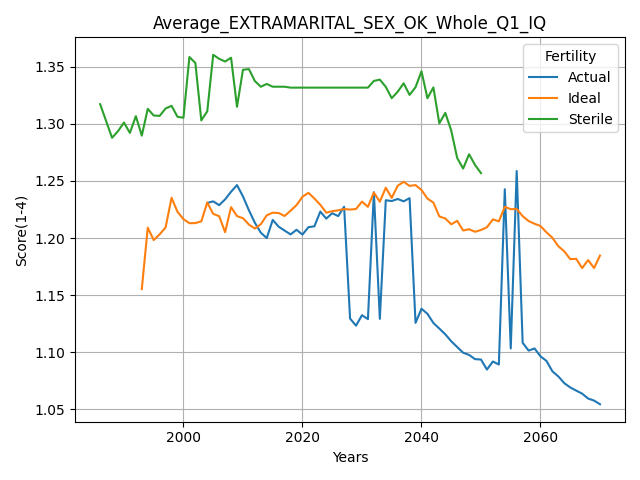 Average_EXTRAMARITAL_SEX_OK_Whole_Q1_IQ
Fertility
Actual
Ideal
Sterile
Score(1-4)
1.35
1.30
1.25
1.20
1.15
1.10
1.05
2000
2020
2040
2060
Years